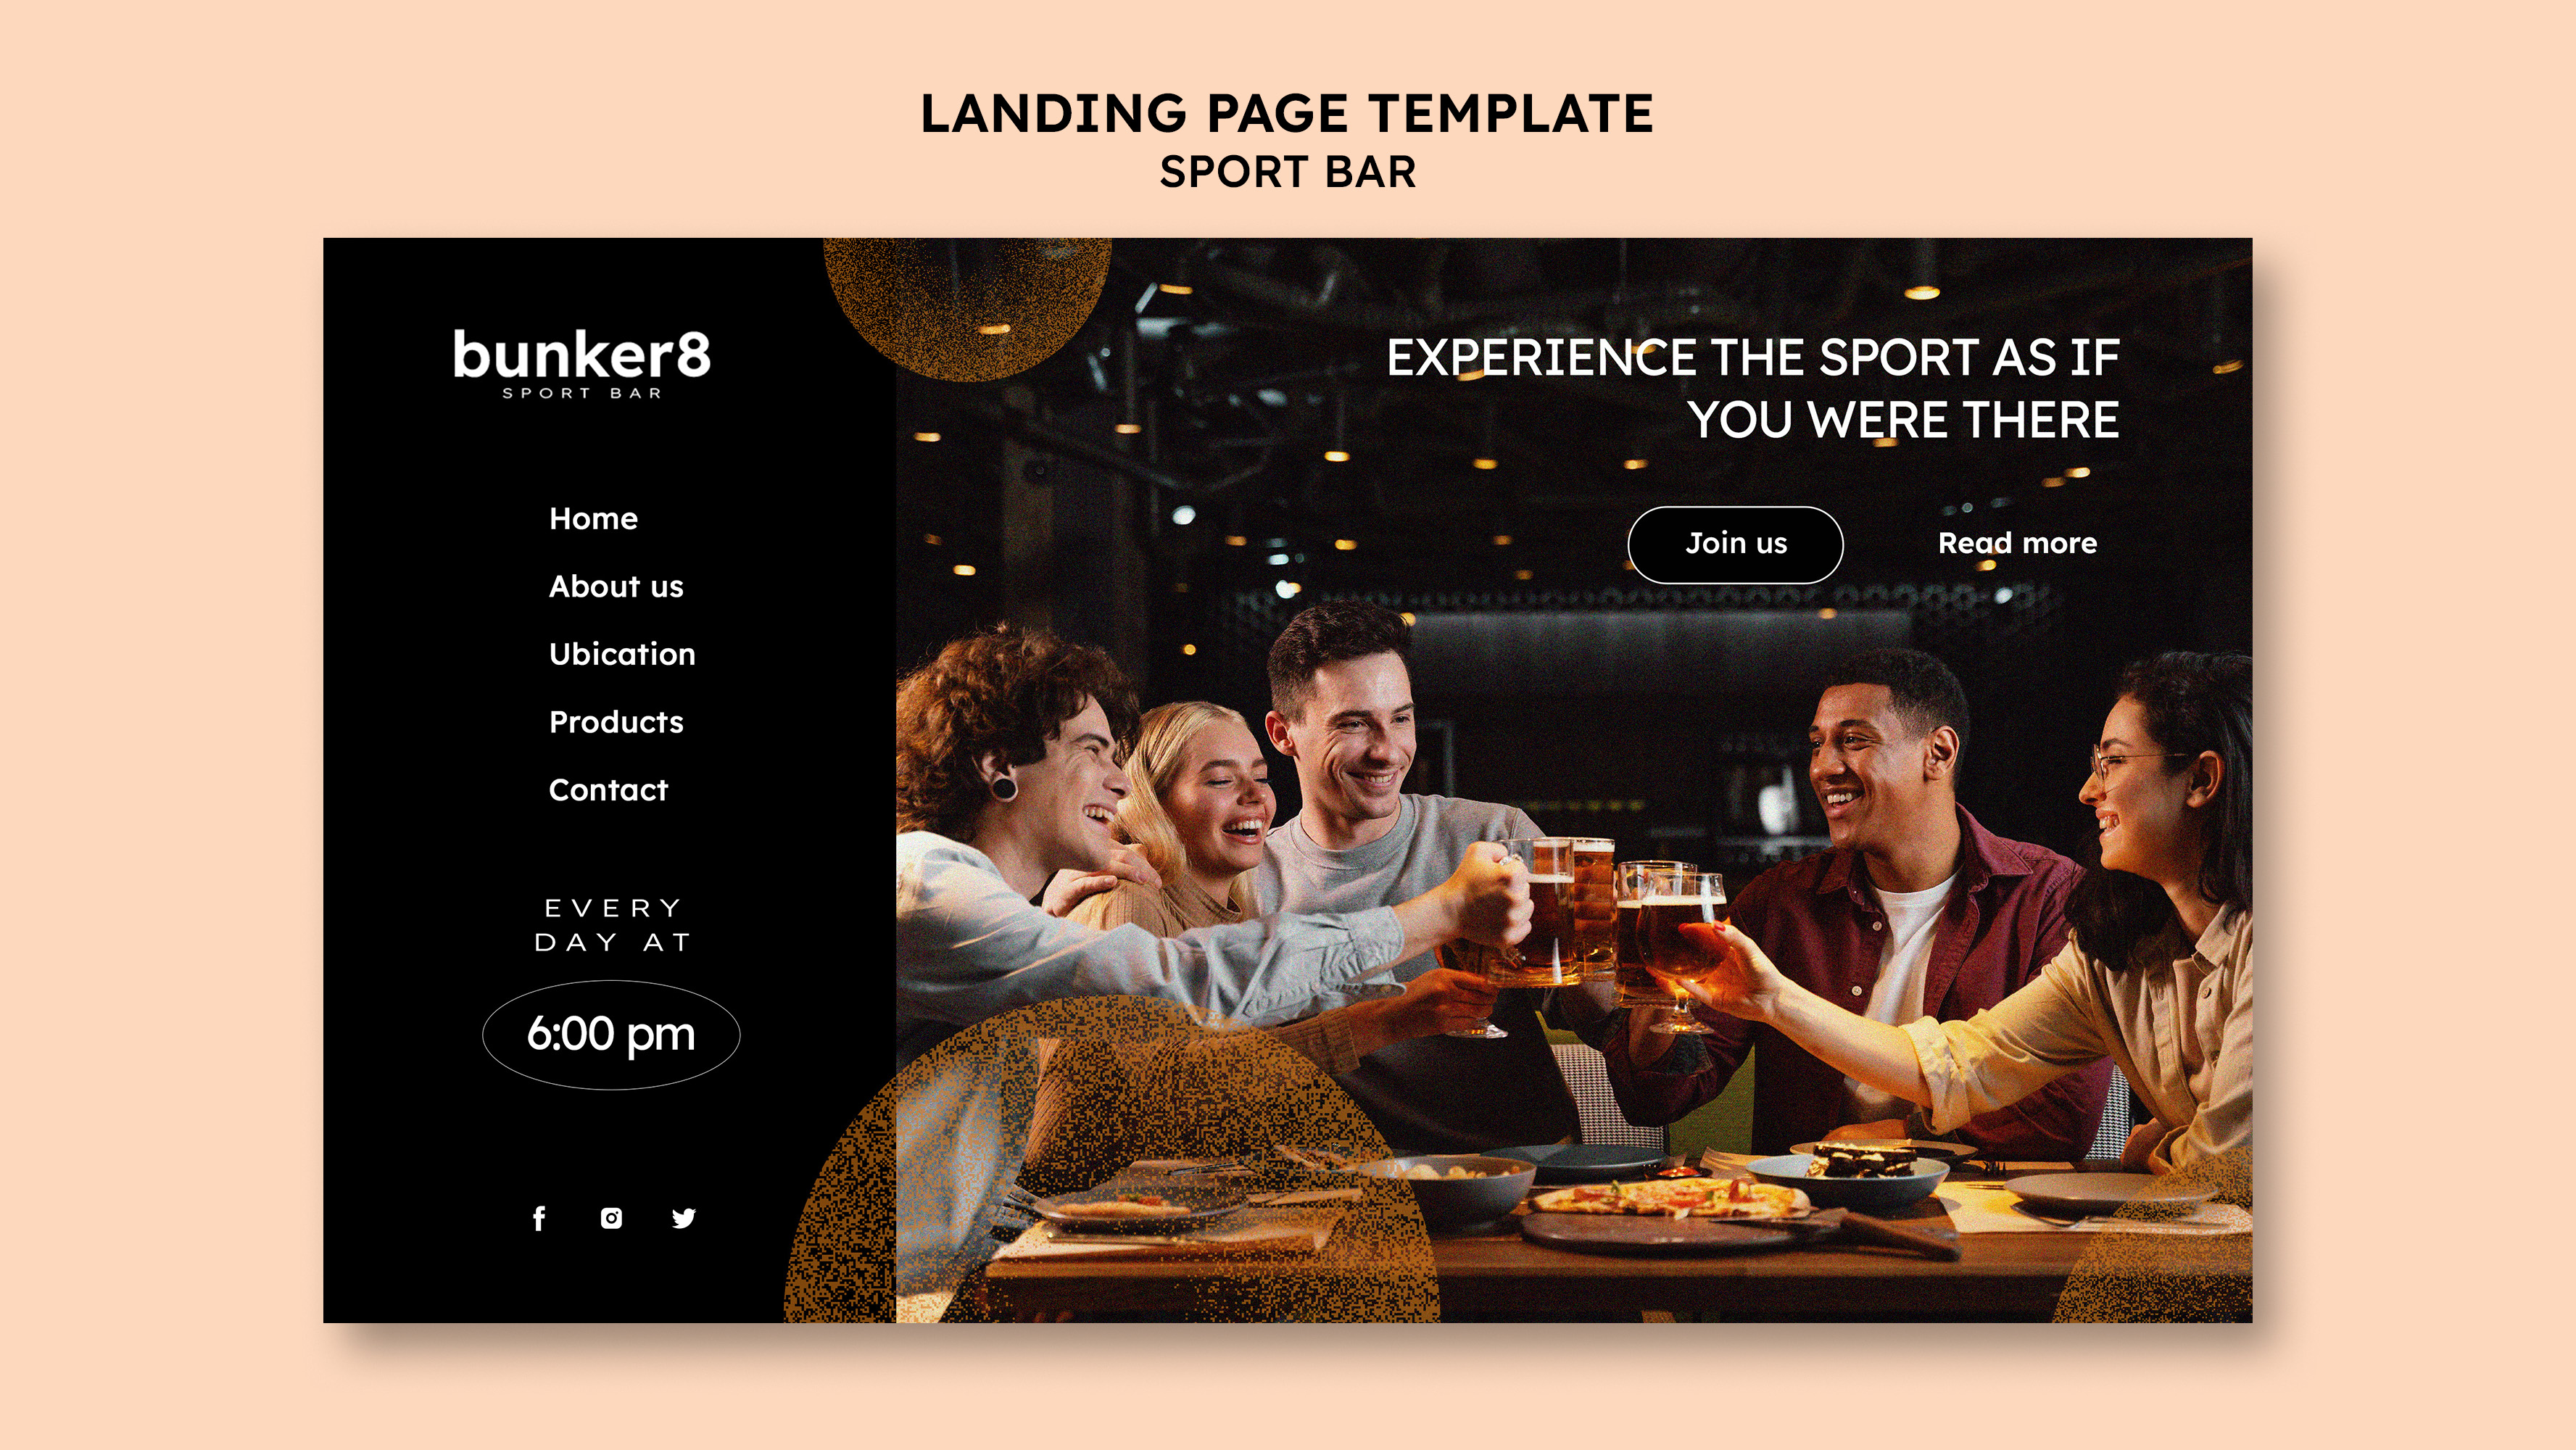 LANDING PAGE TEMPLATE
SPORT BAR
bunker8
SPORT BAR
Home
About us
Ubication
Products
Contact
EVERY
DAY AT
6:00 pm
EXPERIENCE THE SPORT AS IF
YOU WERE THERE
Join us
Read more